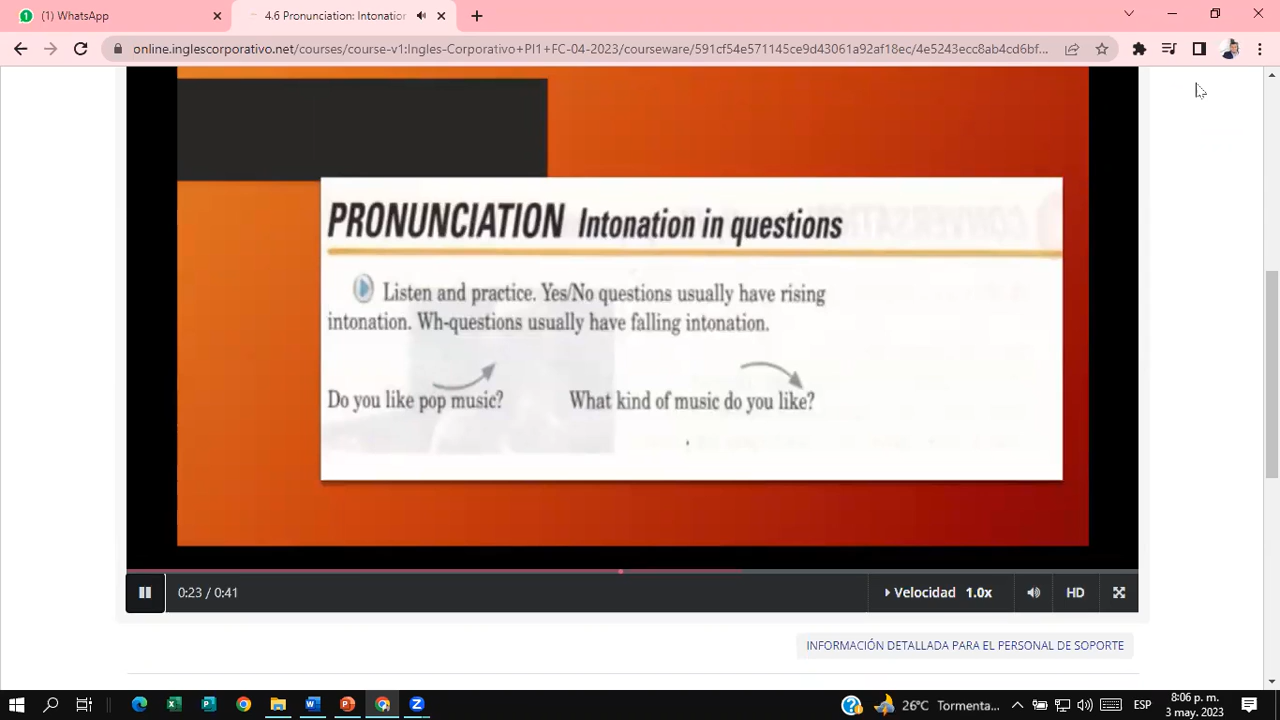 (1) WhatsApp
4.6 Pronunciation: Intonation
online.inglescorporativo.net/courses/course-v1:Ingles-Corporativo+PI1+FC-04-2023/courseware/591cf54e571145ce9d43061a92af18ec/4e5243ecc8ab4cd6bf...
PRONUNCIATION Intonation in questions
Listen and practice. Yes/No questions usually have rising
intonation. Wh-questions usually have falling intonation.
Do you like pop music? What kind of music do you like?
0:23 / 0:41
Velocidad 1.0x
HD
INFORMACIÓN DETALLADA PARA EL PERSONAL DE SOPORTE
26°C Tormenta...
ESP
8:06 p. m.
3 may. 2023